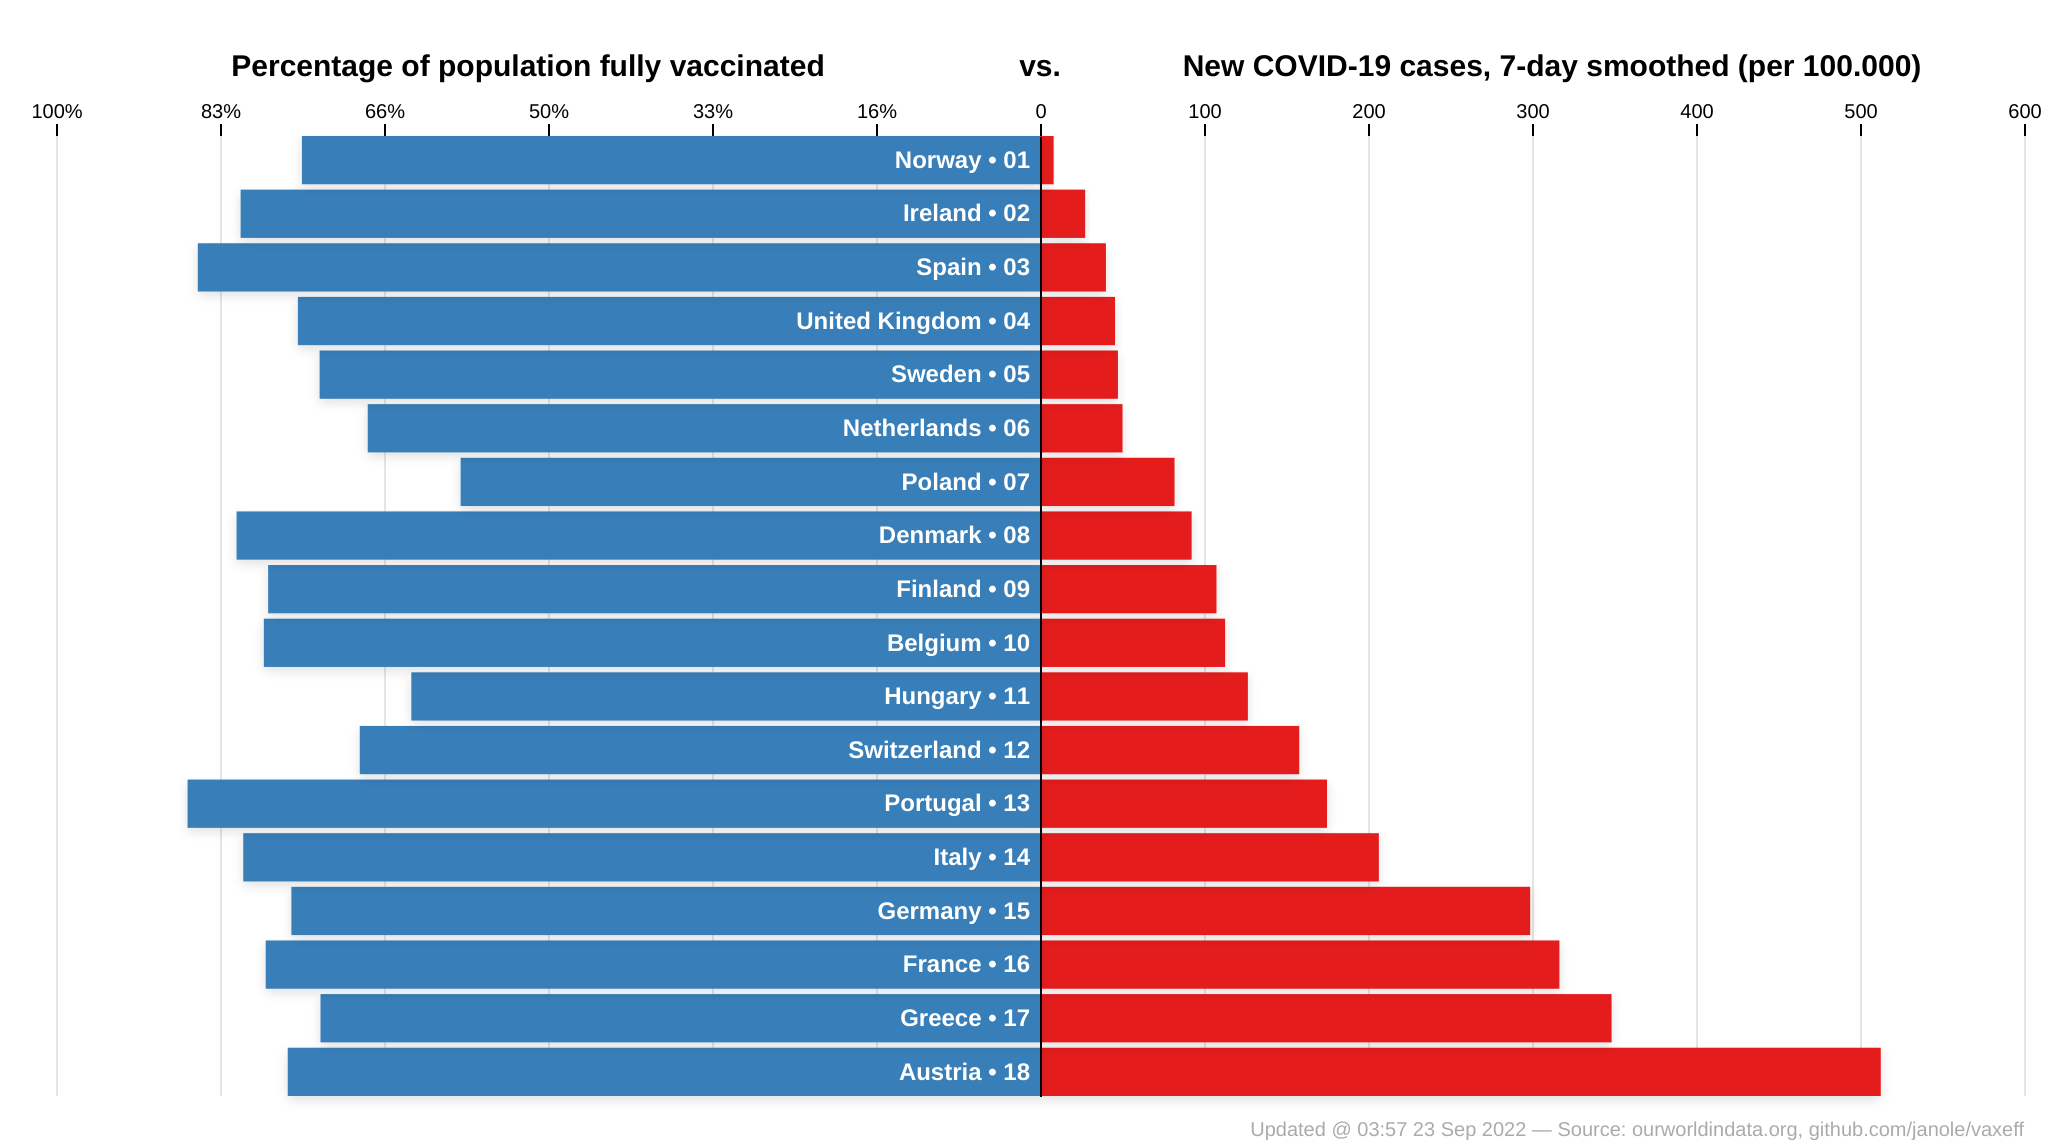 Percentage of population fully vaccinated vs. New COVID-19 cases, 7-day smoothed (per 100.000)
100% 83% 66% 50% 33% 16% 0 100 200 300 400 500 600
Norway • 01
Ireland • 02
Spain • 03
United Kingdom • 04
Sweden • 05
Netherlands • 06
Poland • 07
Denmark • 08
Finland • 09
Belgium • 10
Hungary • 11
Switzerland • 12
Portugal • 13
Italy • 14
Germany • 15
France • 16
Greece • 17
Austria • 18
Updated @ 03:57 23 Sep 2022 — Source: ourworldindata.org, github.com/janole/vaxeff